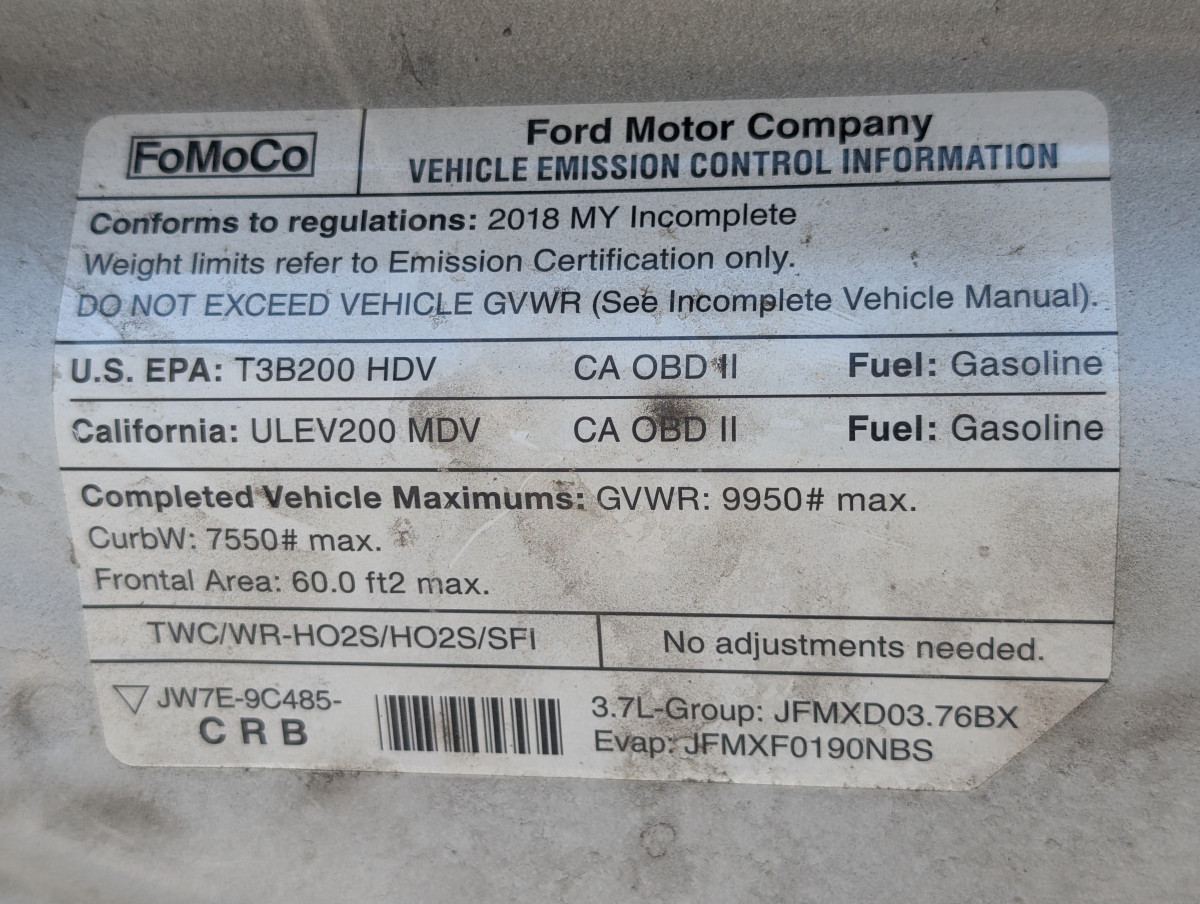 FoMoCo
Ford Motor Company
VEHICLE EMISSION CONTROL INFORMATION
Conforms to regulations: 2018 MY Incomplete
Weight limits refer to Emission Certification only.
DO NOT EXCEED VEHICLE GVWR (See Incomplete Vehicle Manual).
U.S. EPA: T3B200 HDV CA OBD II Fuel: Gasoline
California: ULEV200 MDV CA OBD II Fuel: Gasoline
Completed Vehicle Maximums: GVWR: 9950# max.
CurbW: 7550# max.
Frontal Area: 60.0 ft2 max.
TWC/WR-HO2S/HO2S/SFI No adjustments needed.
JW7E-9C485-
C R B
3.7L-Group: JFMXD03.76BX
Evap: JFMXF0190NBS